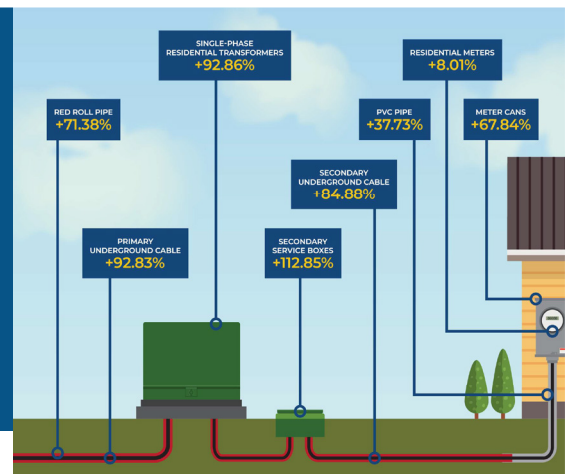 SINGLE-PHASE
RESIDENTIAL TRANSFORMERS
+92.86%
RESIDENTIAL METERS
+8.01%
RED ROLL PIPE
+71.38%
PVC PIPE
+37.73%
METER CANS
+67.84%
SECONDARY
UNDERGROUND CABLE
+84.88%
PRIMARY
UNDERGROUND CABLE
+92.83%
SECONDARY
SERVICE BOXES
+112.85%